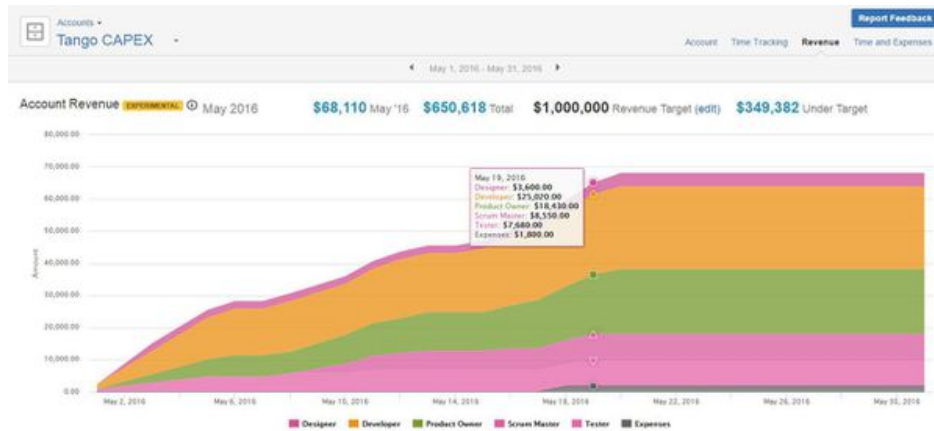 Accounts
Tango CAPEX
Report Feedback
Account Time Tracking Revenue Time and Expenses
May 1, 2016 - May 31, 2016
Account Revenue EXPERIMENTAL May 2016 $68,110 May '16 $650,618 Total $1,000,000 Revenue Target (edit) $349,382 Under Target
80,000.00
70,000.00
60,000.00
50,000.00
40,000.00
30,000.00
20,000.00
10,000.00
0.00
Amount
May 19, 2016
Designer: $3,600.00
Developer: $25,020.00
Product Owner: $18,430.00
Scrum Master: $8,550.00
Tester: $7,680.00
Expenses: $1,800.00
May 2, 2016 May 6, 2016 May 10, 2016 May 14, 2016 May 18, 2016 May 22, 2016 May 26, 2016 May 30, 2016
Designer Developer Product Owner Scrum Master Tester Expenses